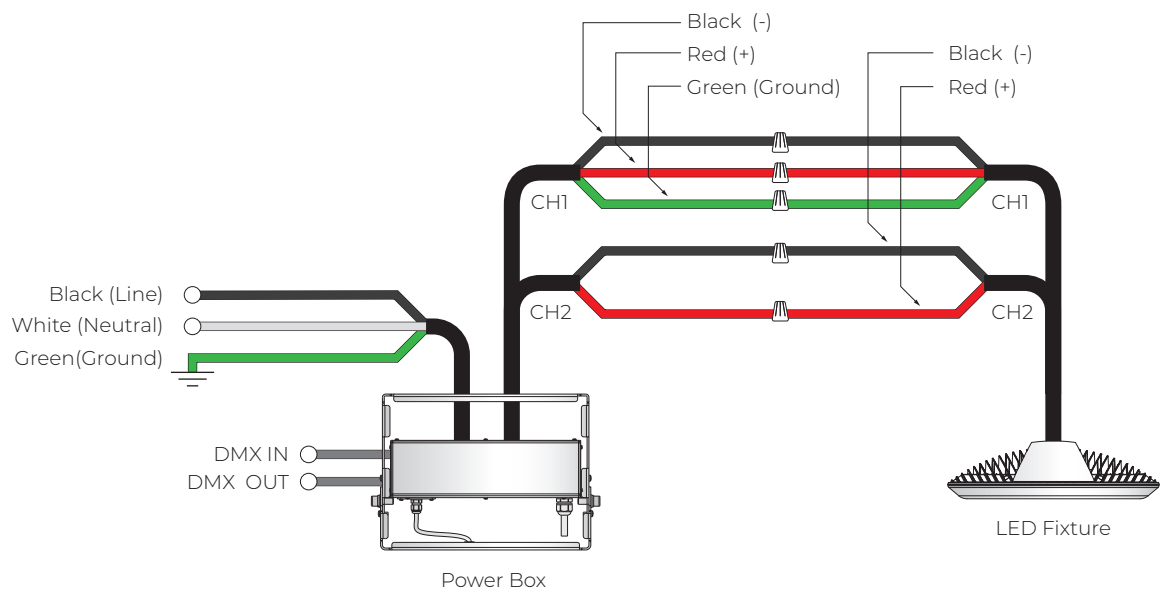 Black (-)
Red (+)
Green (Ground)
Black (-)
Red (+)
CH1
CH1
CH2
CH2
Black (Line)
White (Neutral)
Green(Ground)
DMX IN
DMX OUT
LED Fixture
Power Box